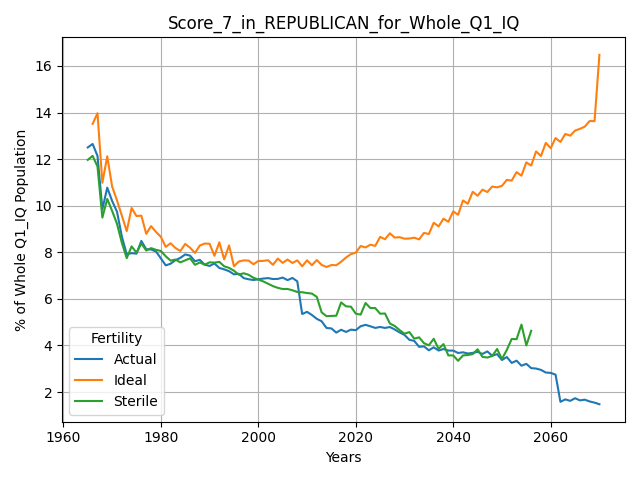 Score_7_in_REPUBLICAN_for_Whole_Q1_IQ
% of Whole Q1_IQ Population
16
14
12
10
8
6
4
2
Fertility
Actual
Ideal
Sterile
1960
1980
2000
2020
2040
2060
Years